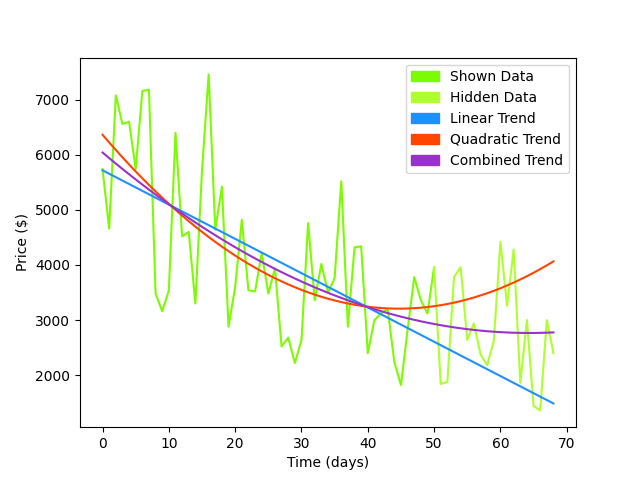 Shown Data
Hidden Data
Linear Trend
Quadratic Trend
Combined Trend
Price ($)
7000
6000
5000
4000
3000
2000
0 10 20 30 40 50 60 70
Time (days)